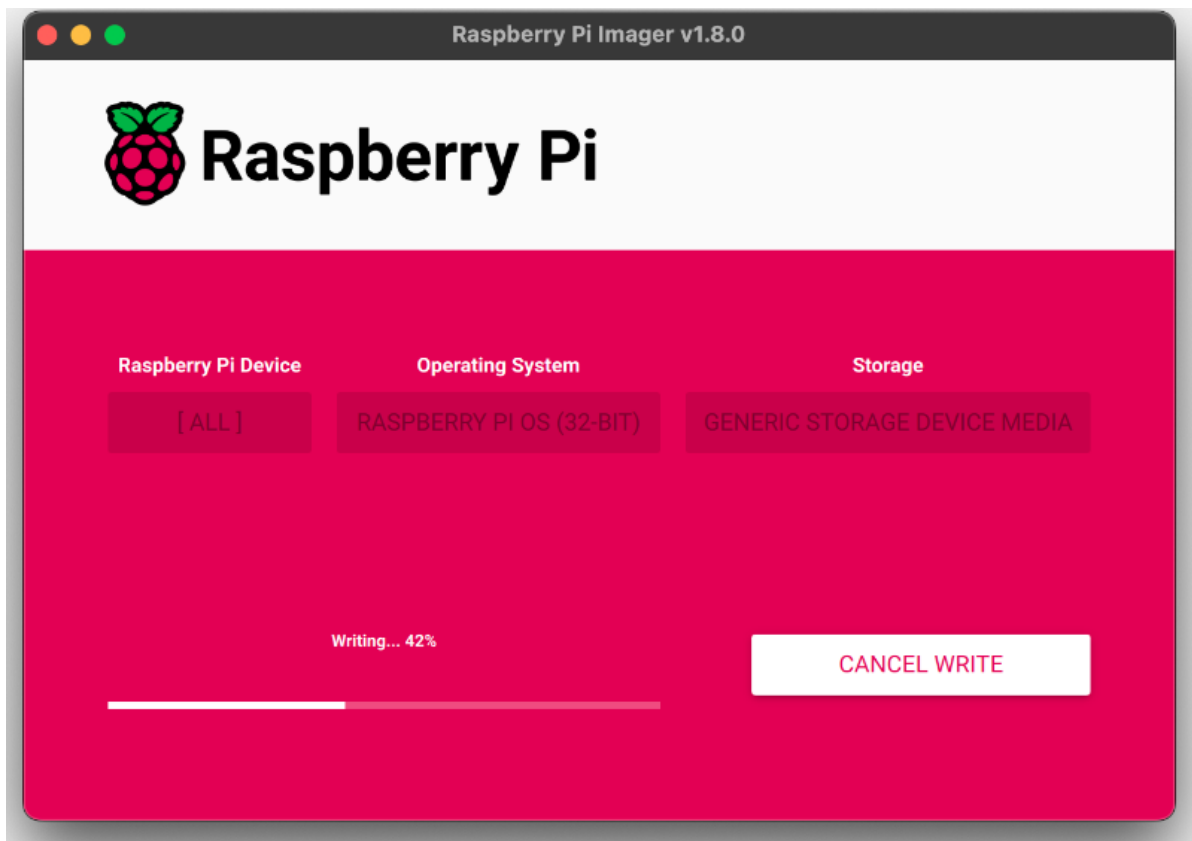 Raspberry Pi Imager v1.8.0
Raspberry Pi
Raspberry Pi Device
Operating System
Storage
[ ALL ]
RASPBERRY PI OS (32-BIT)
GENERIC STORAGE DEVICE MEDIA
Writing... 42%
CANCEL WRITE